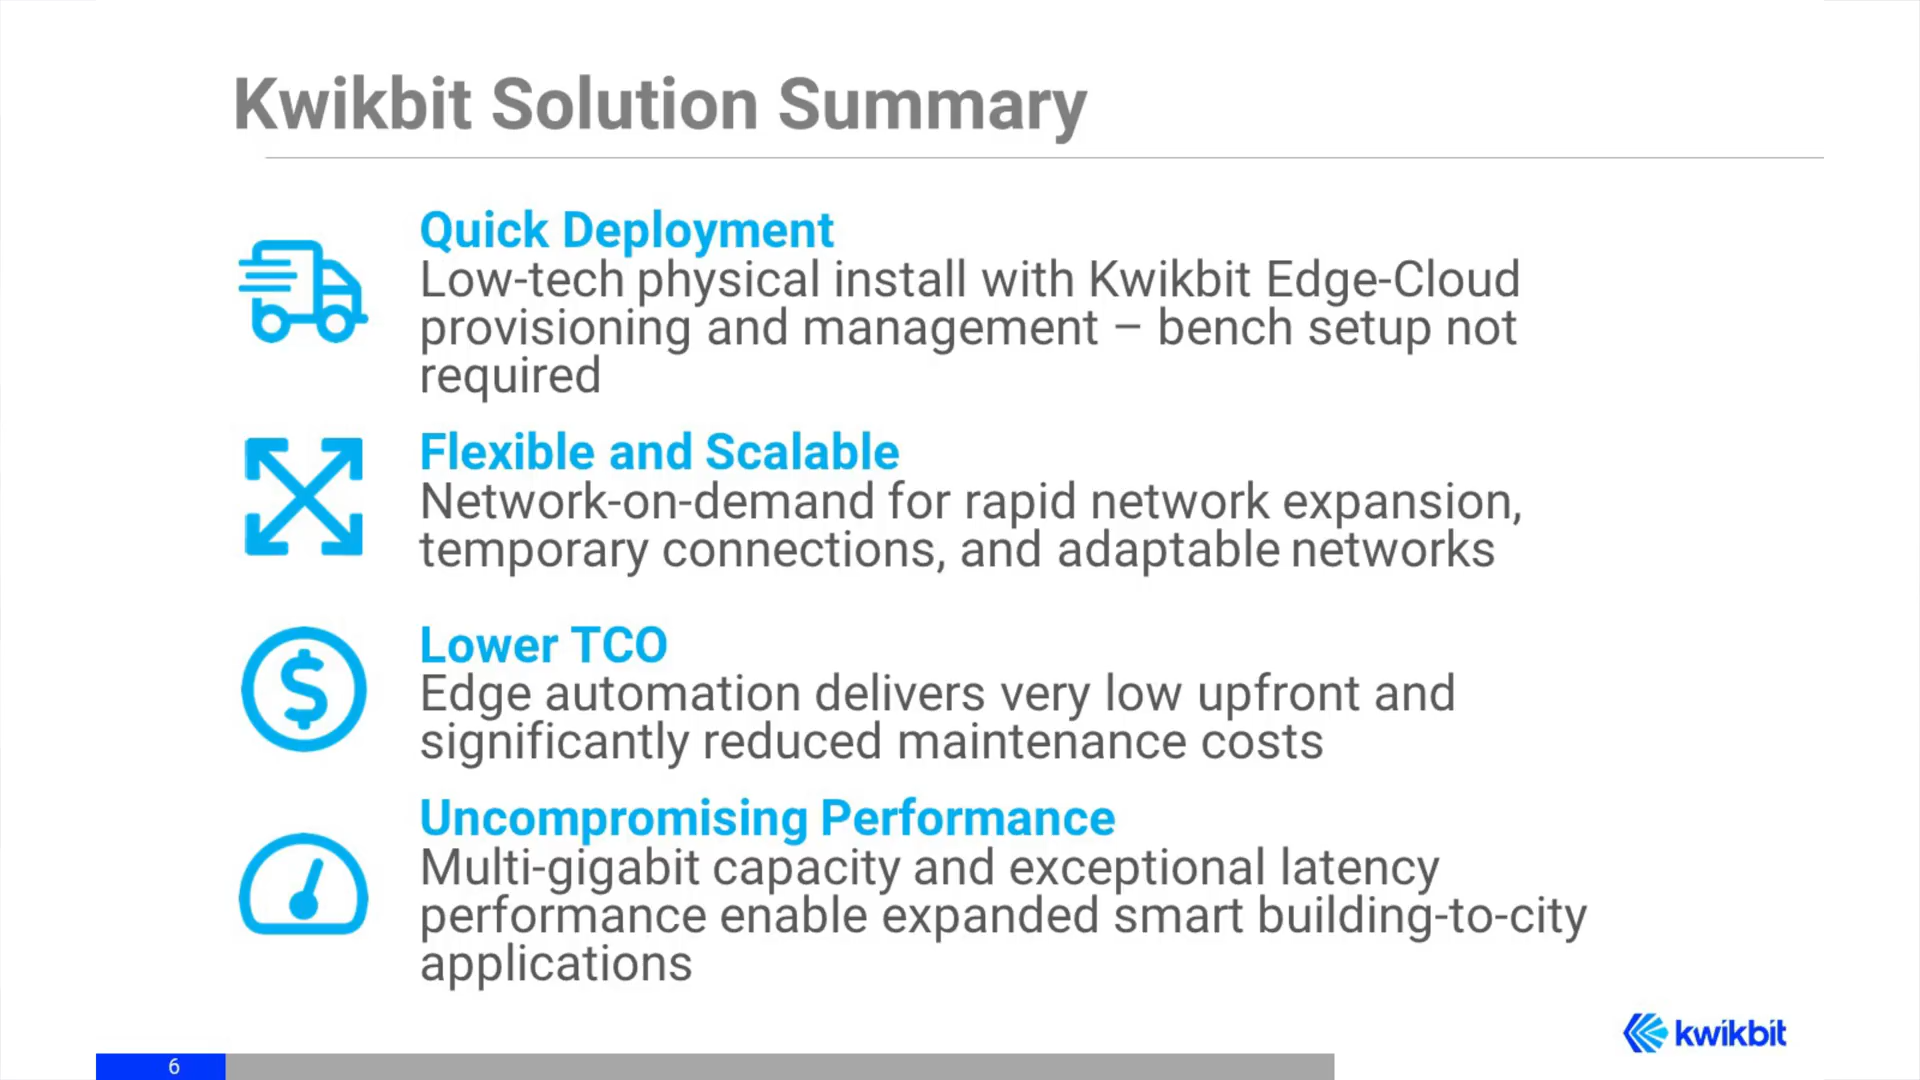 Kwikbit Solution Summary
Quick Deployment
Low-tech physical install with Kwikbit Edge-Cloud
provisioning and management – bench setup not
required
Flexible and Scalable
Network-on-demand for rapid network expansion,
temporary connections, and adaptable networks
$
Lower TCO
Edge automation delivers very low upfront and
significantly reduced maintenance costs
Uncompromising Performance
Multi-gigabit capacity and exceptional latency
performance enable expanded smart building-to-city
applications
kwikbit
6